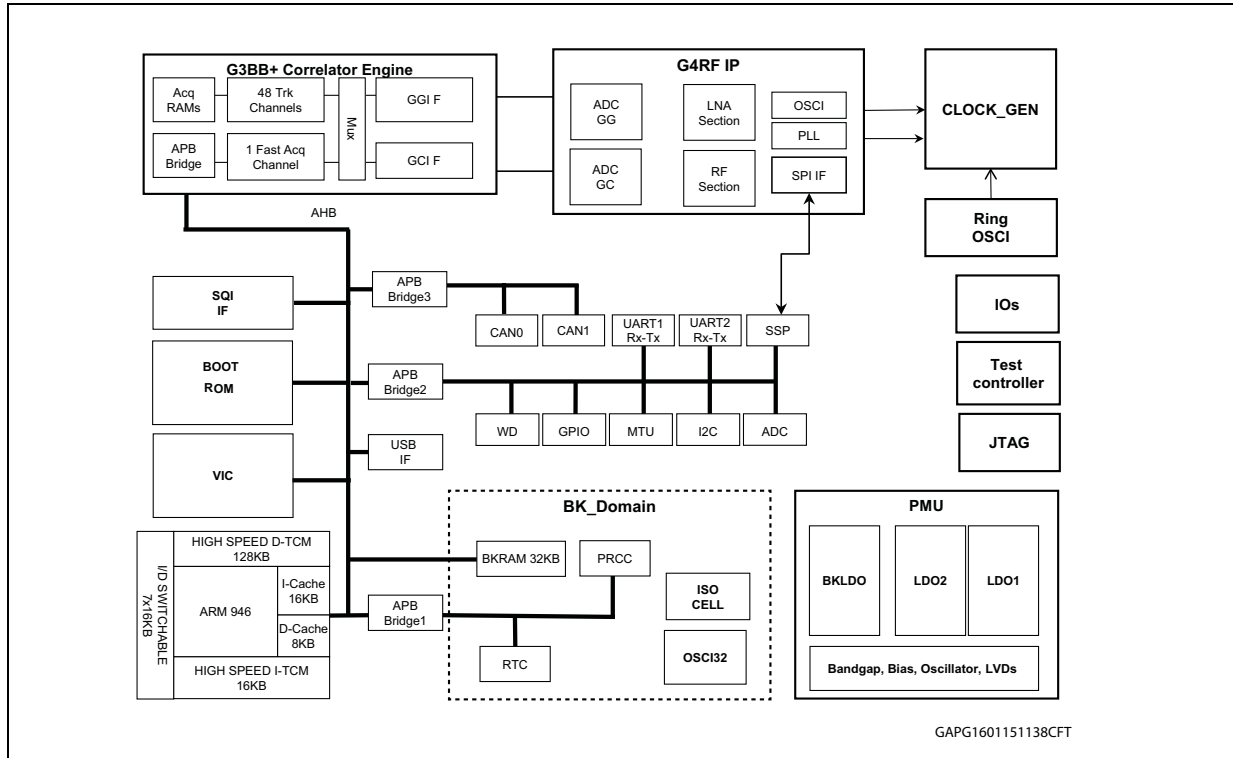 G3BB+ Correlator Engine
Acq
RAMs
48 Trk
Channels
Mux
GGI F
APB
Bridge
1 Fast Acq
Channel
GCI F
G4RF IP
ADC
GG
LNA
Section
OSCI
PLL
ADC
GC
RF
Section
SPI IF
CLOCK_GEN
Ring
OSCI
AHB
SQI
IF
APB
Bridge3
CAN0
CAN1
UART1
Rx-Tx
UART2
Rx-Tx
SSP
IOs
BOOT
ROM
APB
Bridge2
Test
controller
WD
GPIO
MTU
I2C
ADC
JTAG
VIC
USB
IF
BK_Domain
BKRAM 32KB
PRCC
ISO
CELL
OSCI32
RTC
PMU
BKLDO
LDO2
LDO1
Bandgap, Bias, Oscillator, LVDs
I/D SWITCHABLE
7x16KB
HIGH SPEED D-TCM
128KB
ARM 946
I-Cache
16KB
D-Cache
8KB
HIGH SPEED I-TCM
16KB
APB
Bridge1
GAPG1601151138CFT